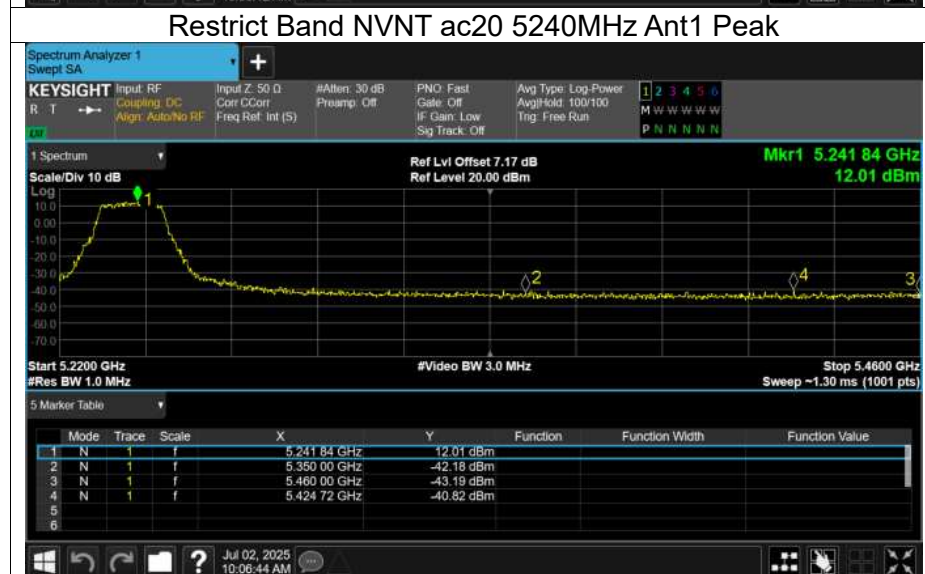 Restrict Band NVNT ac20 5240MHz Ant1 Peak
Spectrum Analyzer 1
Swept SA
+
KEYSIGHT Input: RF Input Z: 50 Ω #Atten: 30 dB PNO: Fast Avg Type: Log-Power 1 2 3 4 5 6
R T Coupling: DC Corr CCorr Preamp: Off Gate: Off Avg|Hold: 100/100 M W W W W W
Align: Auto/No RF Freq Ref: Int (S) IF Gain: Low Trig: Free Run
Sig Track: Off P N N N N N
1 Spectrum Ref Lvl Offset 7.17 dB Mkr1 5.241 84 GHz
Scale/Div 10 dB Ref Level 20.00 dBm 12.01 dBm
Log
10.0
0.00
-10.0
-20.0
-30.0
-40.0
-50.0
-60.0
-70.0
1
2
4
3
Start 5.2200 GHz #Video BW 3.0 MHz Stop 5.4600 GHz
#Res BW 1.0 MHz Sweep ~1.30 ms (1001 pts)
5 Marker Table
Mode Trace Scale X Y Function Function Width Function Value
1 N 1 f 5.241 84 GHz 12.01 dBm
2 N 1 f 5.350 00 GHz -42.18 dBm
3 N 1 f 5.460 00 GHz -43.19 dBm
4 N 1 f 5.424 72 GHz -40.82 dBm
5
6
? Jul 02, 2025
10:06:44 AM